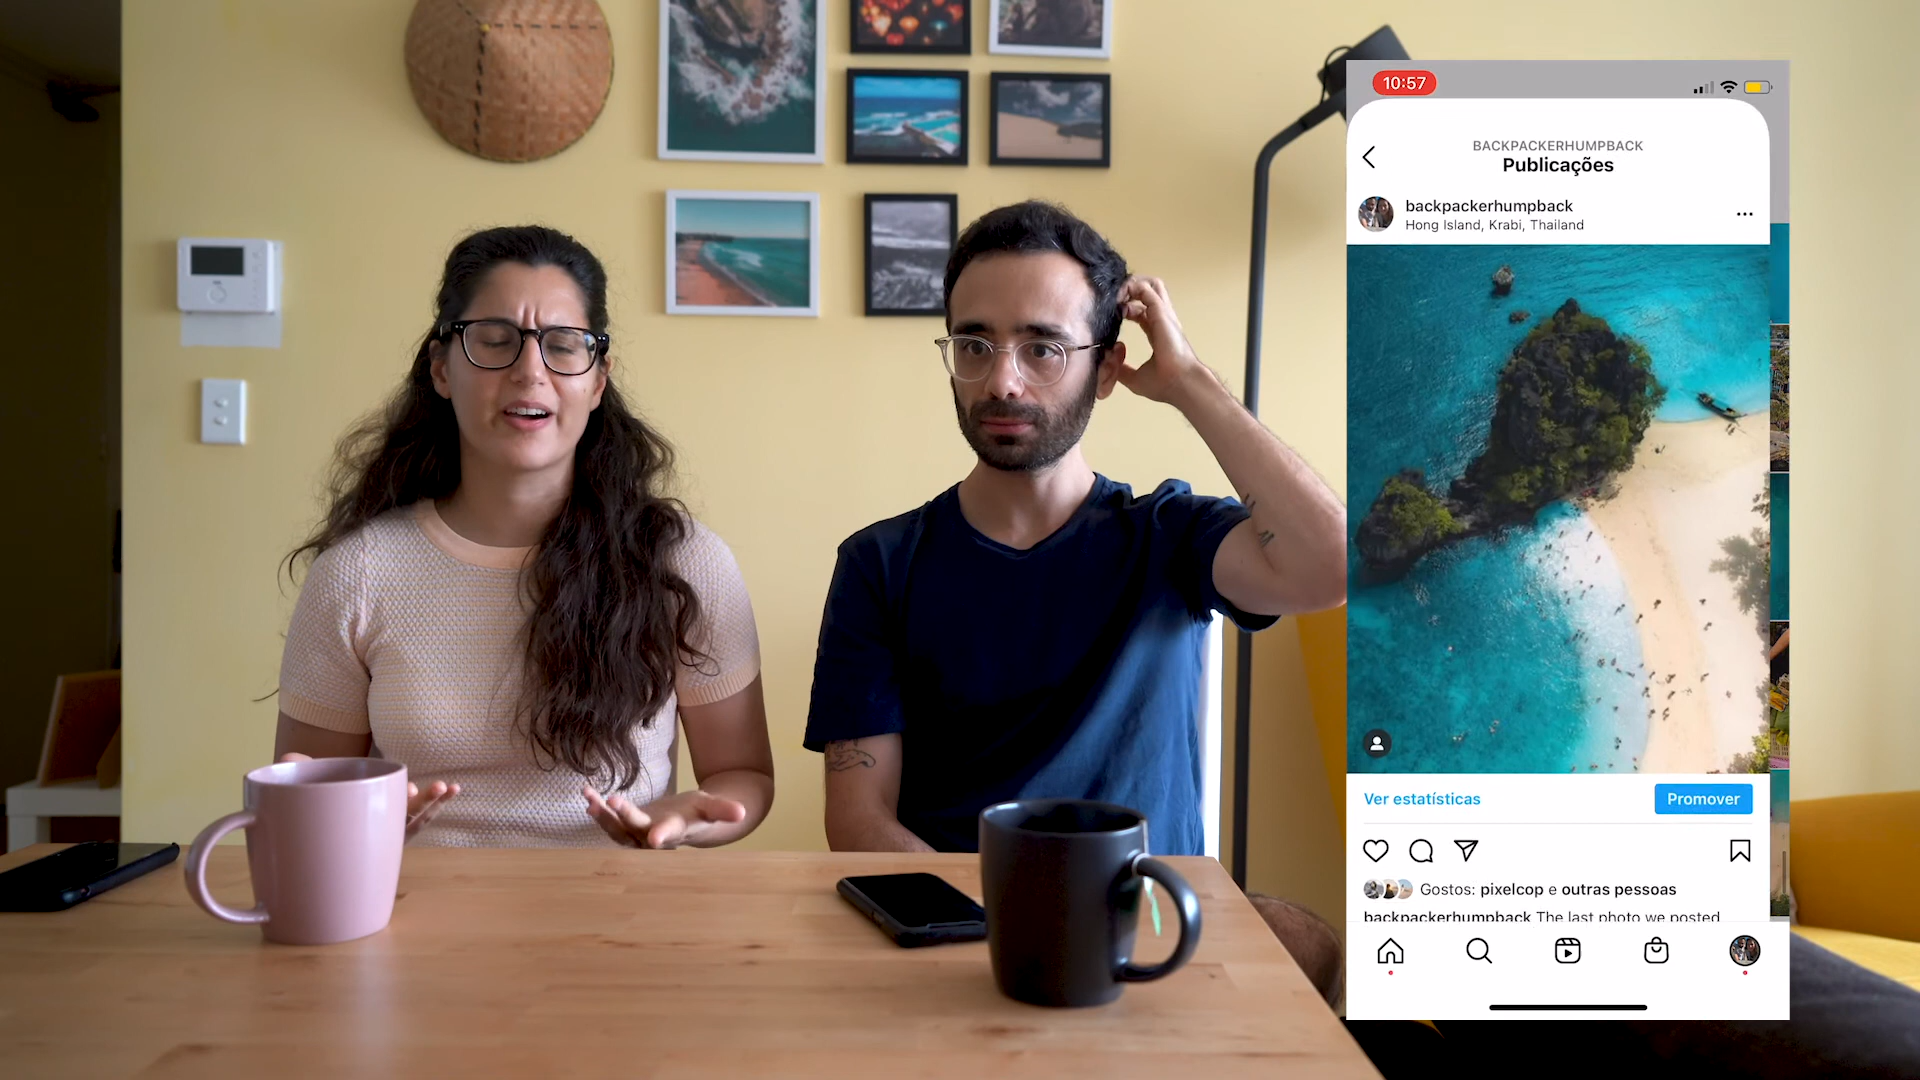 10:57
BACKPACKERHUMPBACK
Publicações
backpackerhumpback
Hong Island, Krabi, Thailand
Ver estatísticas
Promover
Gostos: pixelcop e outras pessoas
backpackerhumpback The last photo we posted